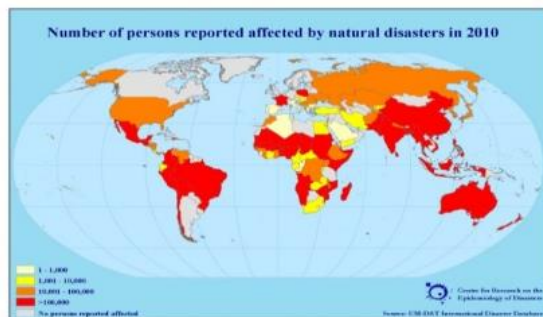 Number of persons reported affected by natural disasters in 2010
1 - 1,000
1,001 - 10,000
10,001 - 100,000
>100,000
No persons reported affected
Centre for Research on the
Epidemiology of Disasters
Source: EM-DAT International Disaster Database